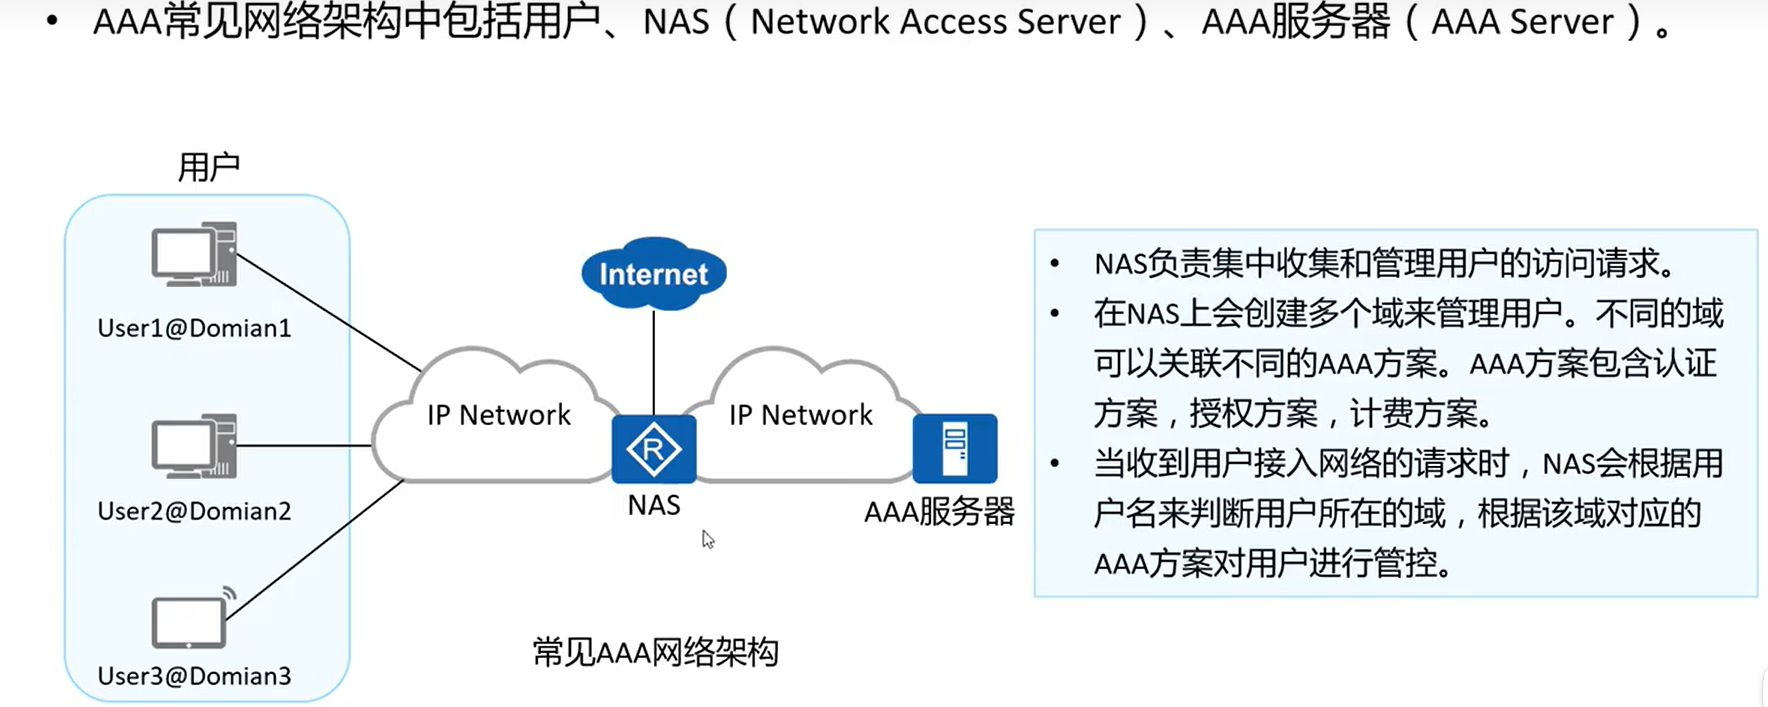 • AAA常见网络架构中包括用户、NAS（Network Access Server）、AAA服务器（AAA Server）。
用户
User1@Domian1
User2@Domian2
User3@Domian3
Internet
IP Network
IP Network
R
NAS
AAA服务器
常见AAA网络架构
• NAS负责集中收集和管理用户的访问请求。
• 在NAS上会创建多个域来管理用户。不同的域
可以关联不同的AAA方案。AAA方案包含认证
方案，授权方案，计费方案。
• 当收到用户接入网络的请求时，NAS会根据用
户名来判断用户所在的域，根据该域对应的
AAA方案对用户进行管控。